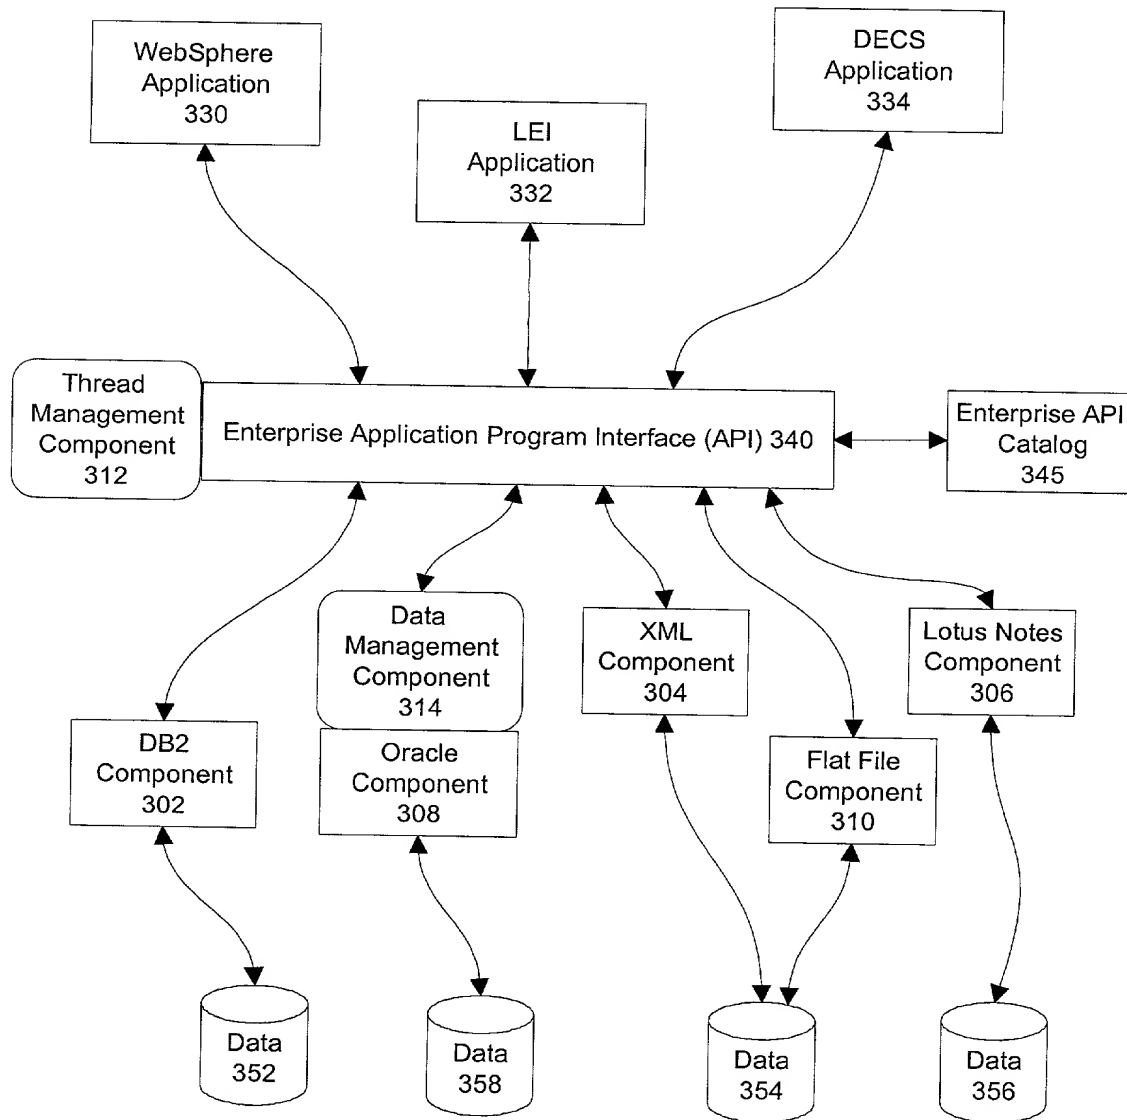 WebSphere
Application
330
LEI
Application
332
DECS
Application
334
Thread
Management
Component
312
Enterprise Application Program Interface (API) 340
Enterprise API
Catalog
345
Data
Management
Component
314
XML
Component
304
Lotus Notes
Component
306
DB2
Component
302
Oracle
Component
308
Flat File
Component
310
Data
352
Data
358
Data
354
Data
356